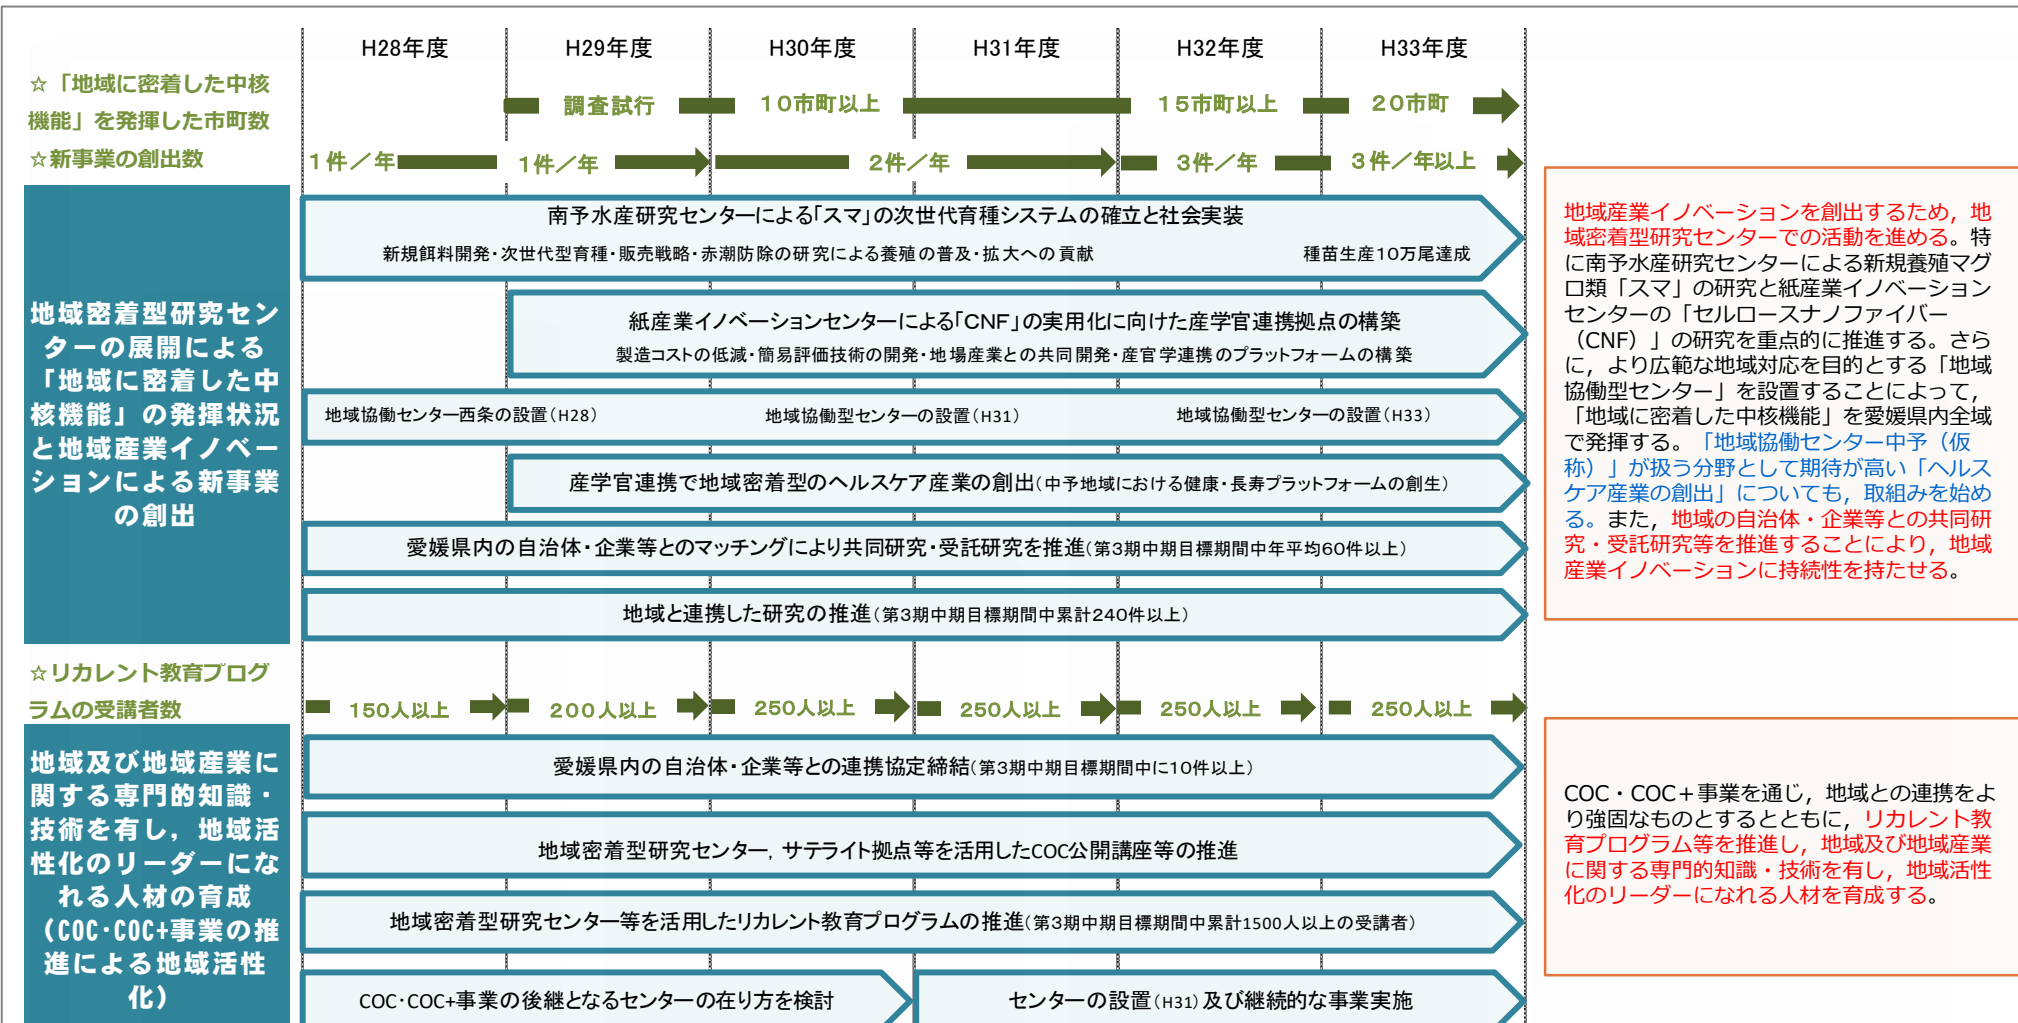 H28年度 H29年度 H30年度 H31年度 H32年度 H33年度
☆「地域に密着した中核
機能」を発揮した市町数
調査試行 10市町以上 15市町以上 20市町
☆新事業の創出数
1件／年 1件／年 2件／年 3件／年 3件／年以上
地域密着型研究セン
ターの展開による
「地域に密着した中
核機能」の発揮状況
と地域産業イノベー
ションによる新事業
の創出
南予水産研究センターによる｢スマ｣の次世代育種システムの確立と社会実装
新規餌料開発・次世代型育種・販売戦略・赤潮防除の研究による養殖の普及・拡大への貢献 種苗生産10万尾達成
紙産業イノベーションセンターによる｢CNF｣の実用化に向けた産学官連携拠点の構築
製造コストの低減・簡易評価技術の開発・地場産業との共同開発・産官学連携のプラットフォームの構築
地域協働センター西条の設置（H28） 地域協働型センターの設置（H31） 地域協働型センターの設置（H33）
産学官連携で地域密着型のヘルスケア産業の創出（中予地域における健康・長寿プラットフォームの創生）
愛媛県内の自治体・企業等とのマッチングにより共同研究・受託研究を推進（第3期中期目標期間中年平均60件以上）
地域と連携した研究の推進（第3期中期目標期間中累計240件以上）
地域産業イノベーションを創出するため，地
域密着型研究センターでの活動を進める。特
に南予水産研究センターによる新規養殖マグ
ロ類「スマ」の研究と紙産業イノベーション
センターの「セルロースナノファイバー
（CNF）」の研究を重点的に推進する。さら
に，より広範な地域対応を目的とする「地域
協働型センター」を設置することによって，
「地域に密着した中核機能」を愛媛県内全域
で発揮する。「地域協働センター中予（仮
称）」が扱う分野として期待が高い「ヘルス
ケア産業の創出」についても，取組みを始め
る。また，地域の自治体・企業等との共同研
究・受託研究等を推進することにより，地域
産業イノベーションに持続性を持たせる。
☆リカレント教育プログ
ラムの受講者数
150人以上 200人以上 250人以上 250人以上 250人以上 250人以上
地域及び地域産業に
関する専門的知識・
技術を有し，地域活
性化のリーダーにな
れる人材の育成
（COC･COC+事業の推
進による地域活性
化）
愛媛県内の自治体・企業等との連携協定締結（第3期中期目標期間中に10件以上）
地域密着型研究センター，サテライト拠点等を活用したCOC公開講座等の推進
地域密着型研究センター等を活用したリカレント教育プログラムの推進（第3期中期目標期間中累計1500人以上の受講者）
COC･COC+事業の後継となるセンターの在り方を検討 センターの設置（H31）及び継続的な事業実施
COC・COC＋事業を通じ，地域との連携をよ
り強固なものとするとともに，リカレント教
育プログラム等を推進し，地域及び地域産業
に関する専門的知識・技術を有し，地域活性
化のリーダーになれる人材を育成する。